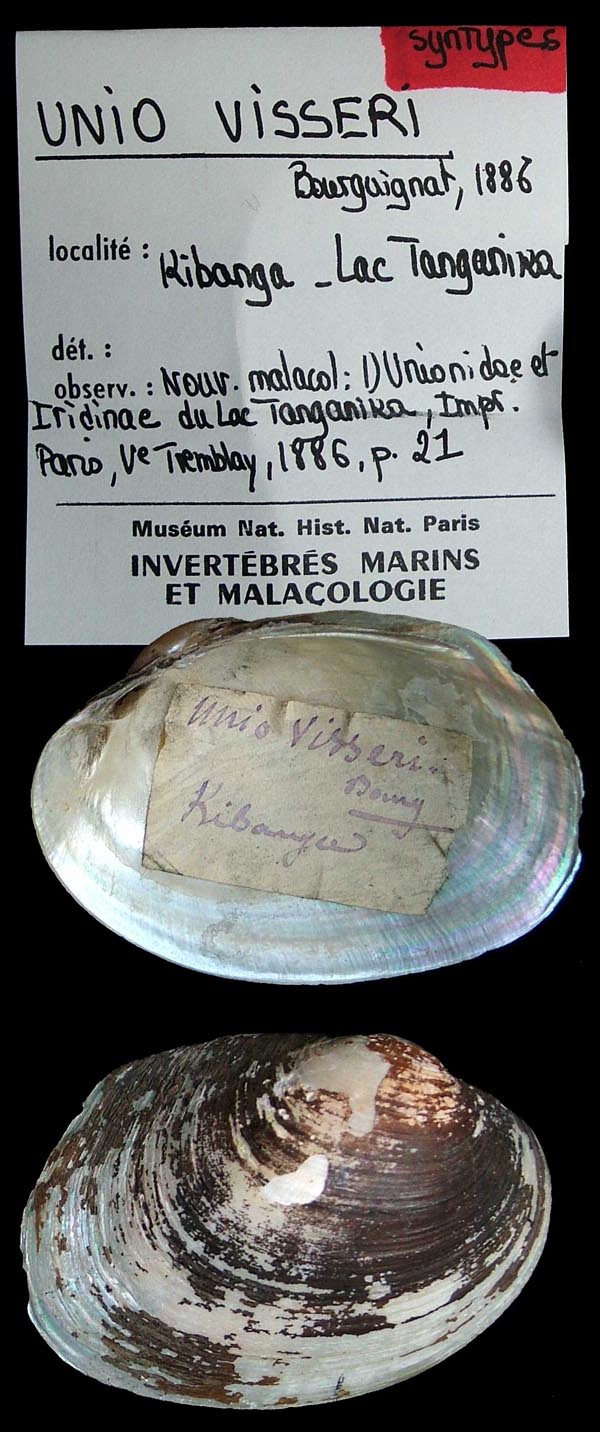 syntypes
UNIO VISSERI
Bourguignat, 1886
localité : Kibanga - Lac Tanganika
dét. :
observ. : Nouv. malacol: 1) Unionidae et
Iridinae du Lac Tanganika, Impr.
Paris, Ve Tremblay, 1886, p. 21
Muséum Nat. Hist. Nat. Paris
INVERTÉBRÉS MARINS
ET MALACOLOGIE
Unio Visseri
Bourg
Kibanga